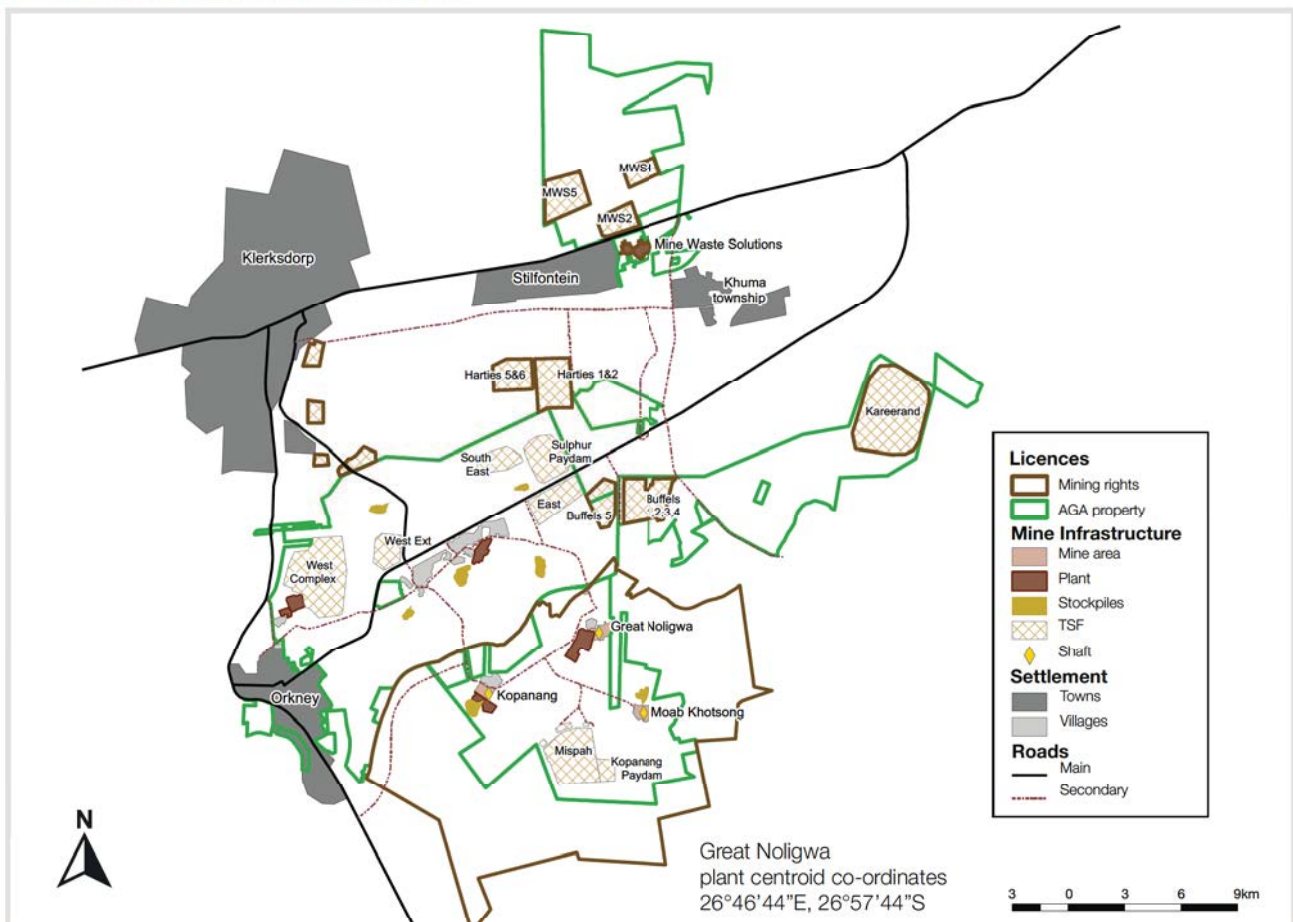 MWS1
MWS5
MWS2
Mine Waste Solutions
Klerksdorp
Stilfontein
Khuma
township
Harties 5&6
Harties 1&2
Kareerand
South
East
Sulphur
Paydam
East
Buffels 5
Buffels
2,3,4
West Ext
West
Complex
Great Noligwa
Orkney
Kopanang
Moab Khotsong
Mispah
Kopanang
Paydam
Licences
Mining rights
AGA property
Mine Infrastructure
Mine area
Plant
Stockpiles
TSF
Shaft
Settlement
Towns
Villages
Roads
Main
Secondary
N
Great Noligwa
plant centroid co-ordinates
26°46'44"E, 26°57'44"S
3 0 3 6 9km